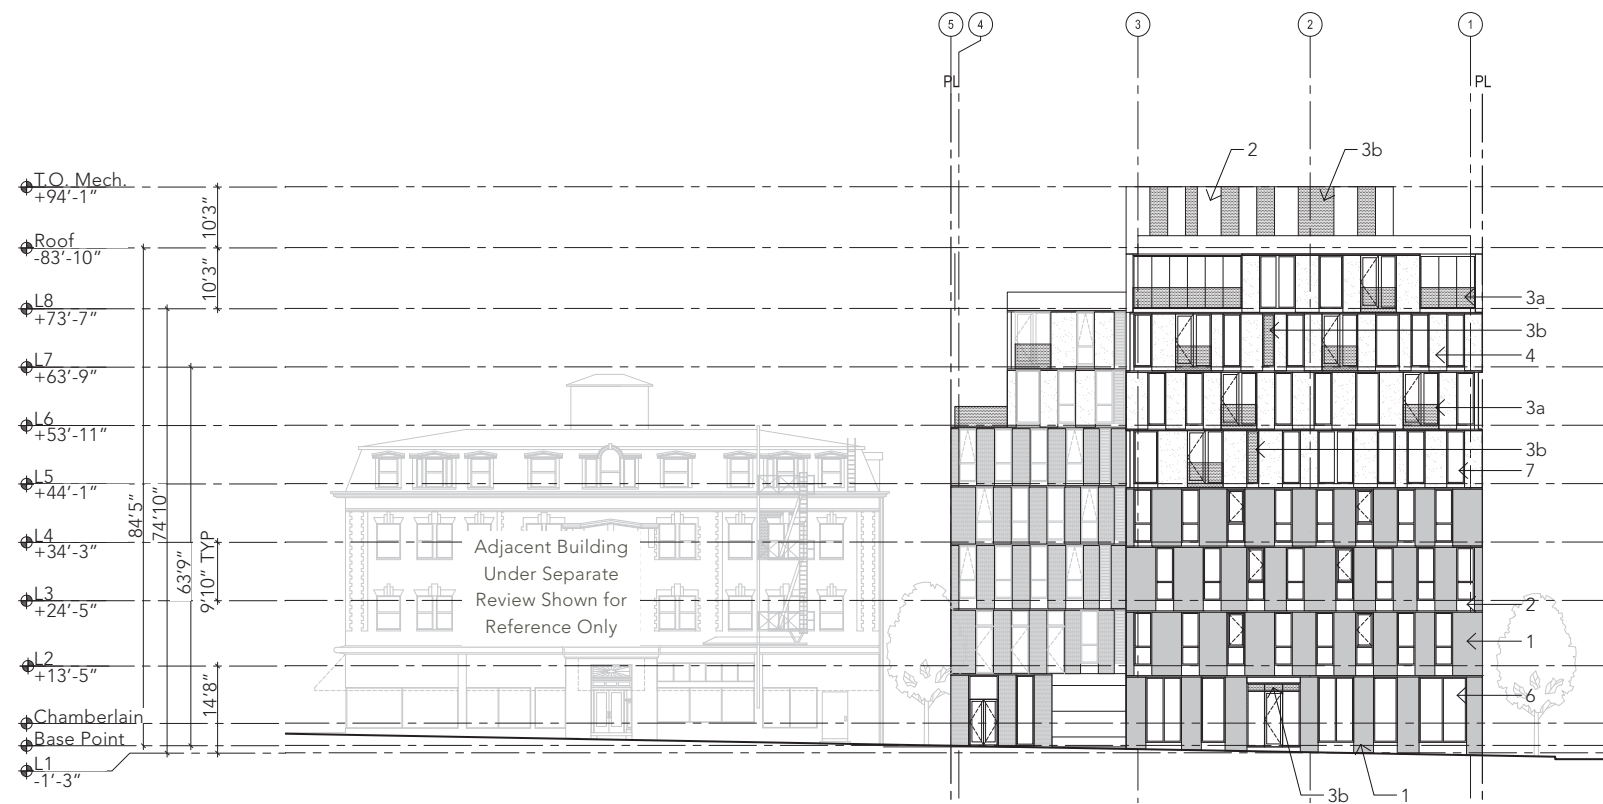 5
4
3
2
1
PL
PL
2
3b
T.O. Mech.
+94'-1"
10'3"
Roof
-83'-10"
10'3"
L8
+73'-7"
3a
3b
L7
+63'-9"
4
L6
+53'-11"
3a
3b
L5
+44'-1"
7
84'5"
74'10"
L4
+34'-3"
63'9"
9'10" TYP
Adjacent Building
Under Separate
Review Shown for
Reference Only
L3
+24'-5"
2
1
L2
+13'-5"
14'8"
6
Chamberlain
Base Point
L1
-1'-3"
3b
1